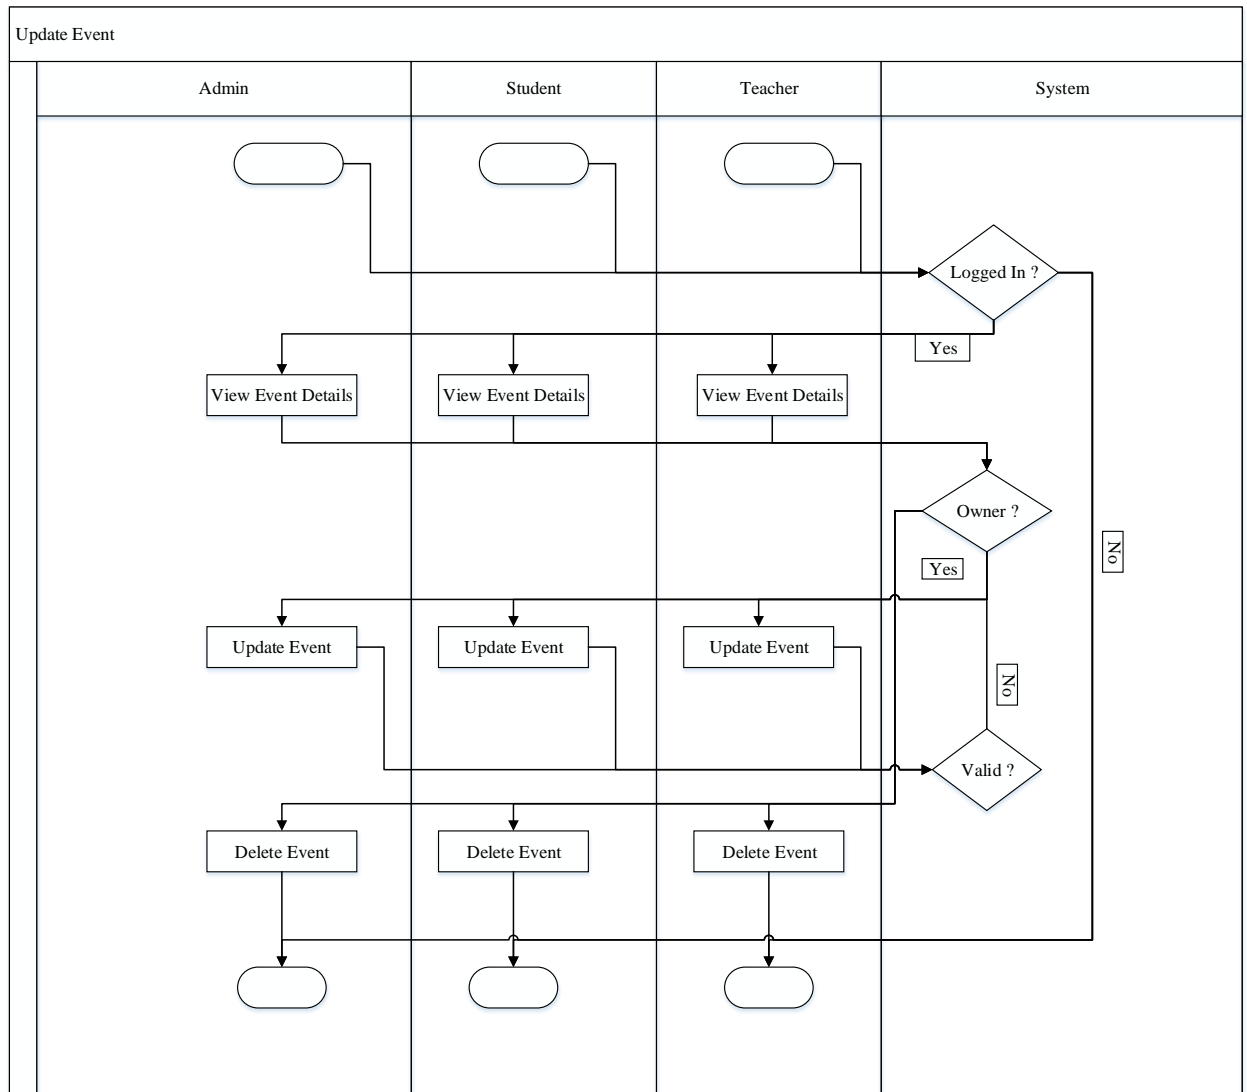 Update Event
Admin
Student
Teacher
System
Logged In ?
Yes
View Event Details
View Event Details
View Event Details
Owner ?
No
Yes
Update Event
Update Event
Update Event
No
Valid ?
Delete Event
Delete Event
Delete Event